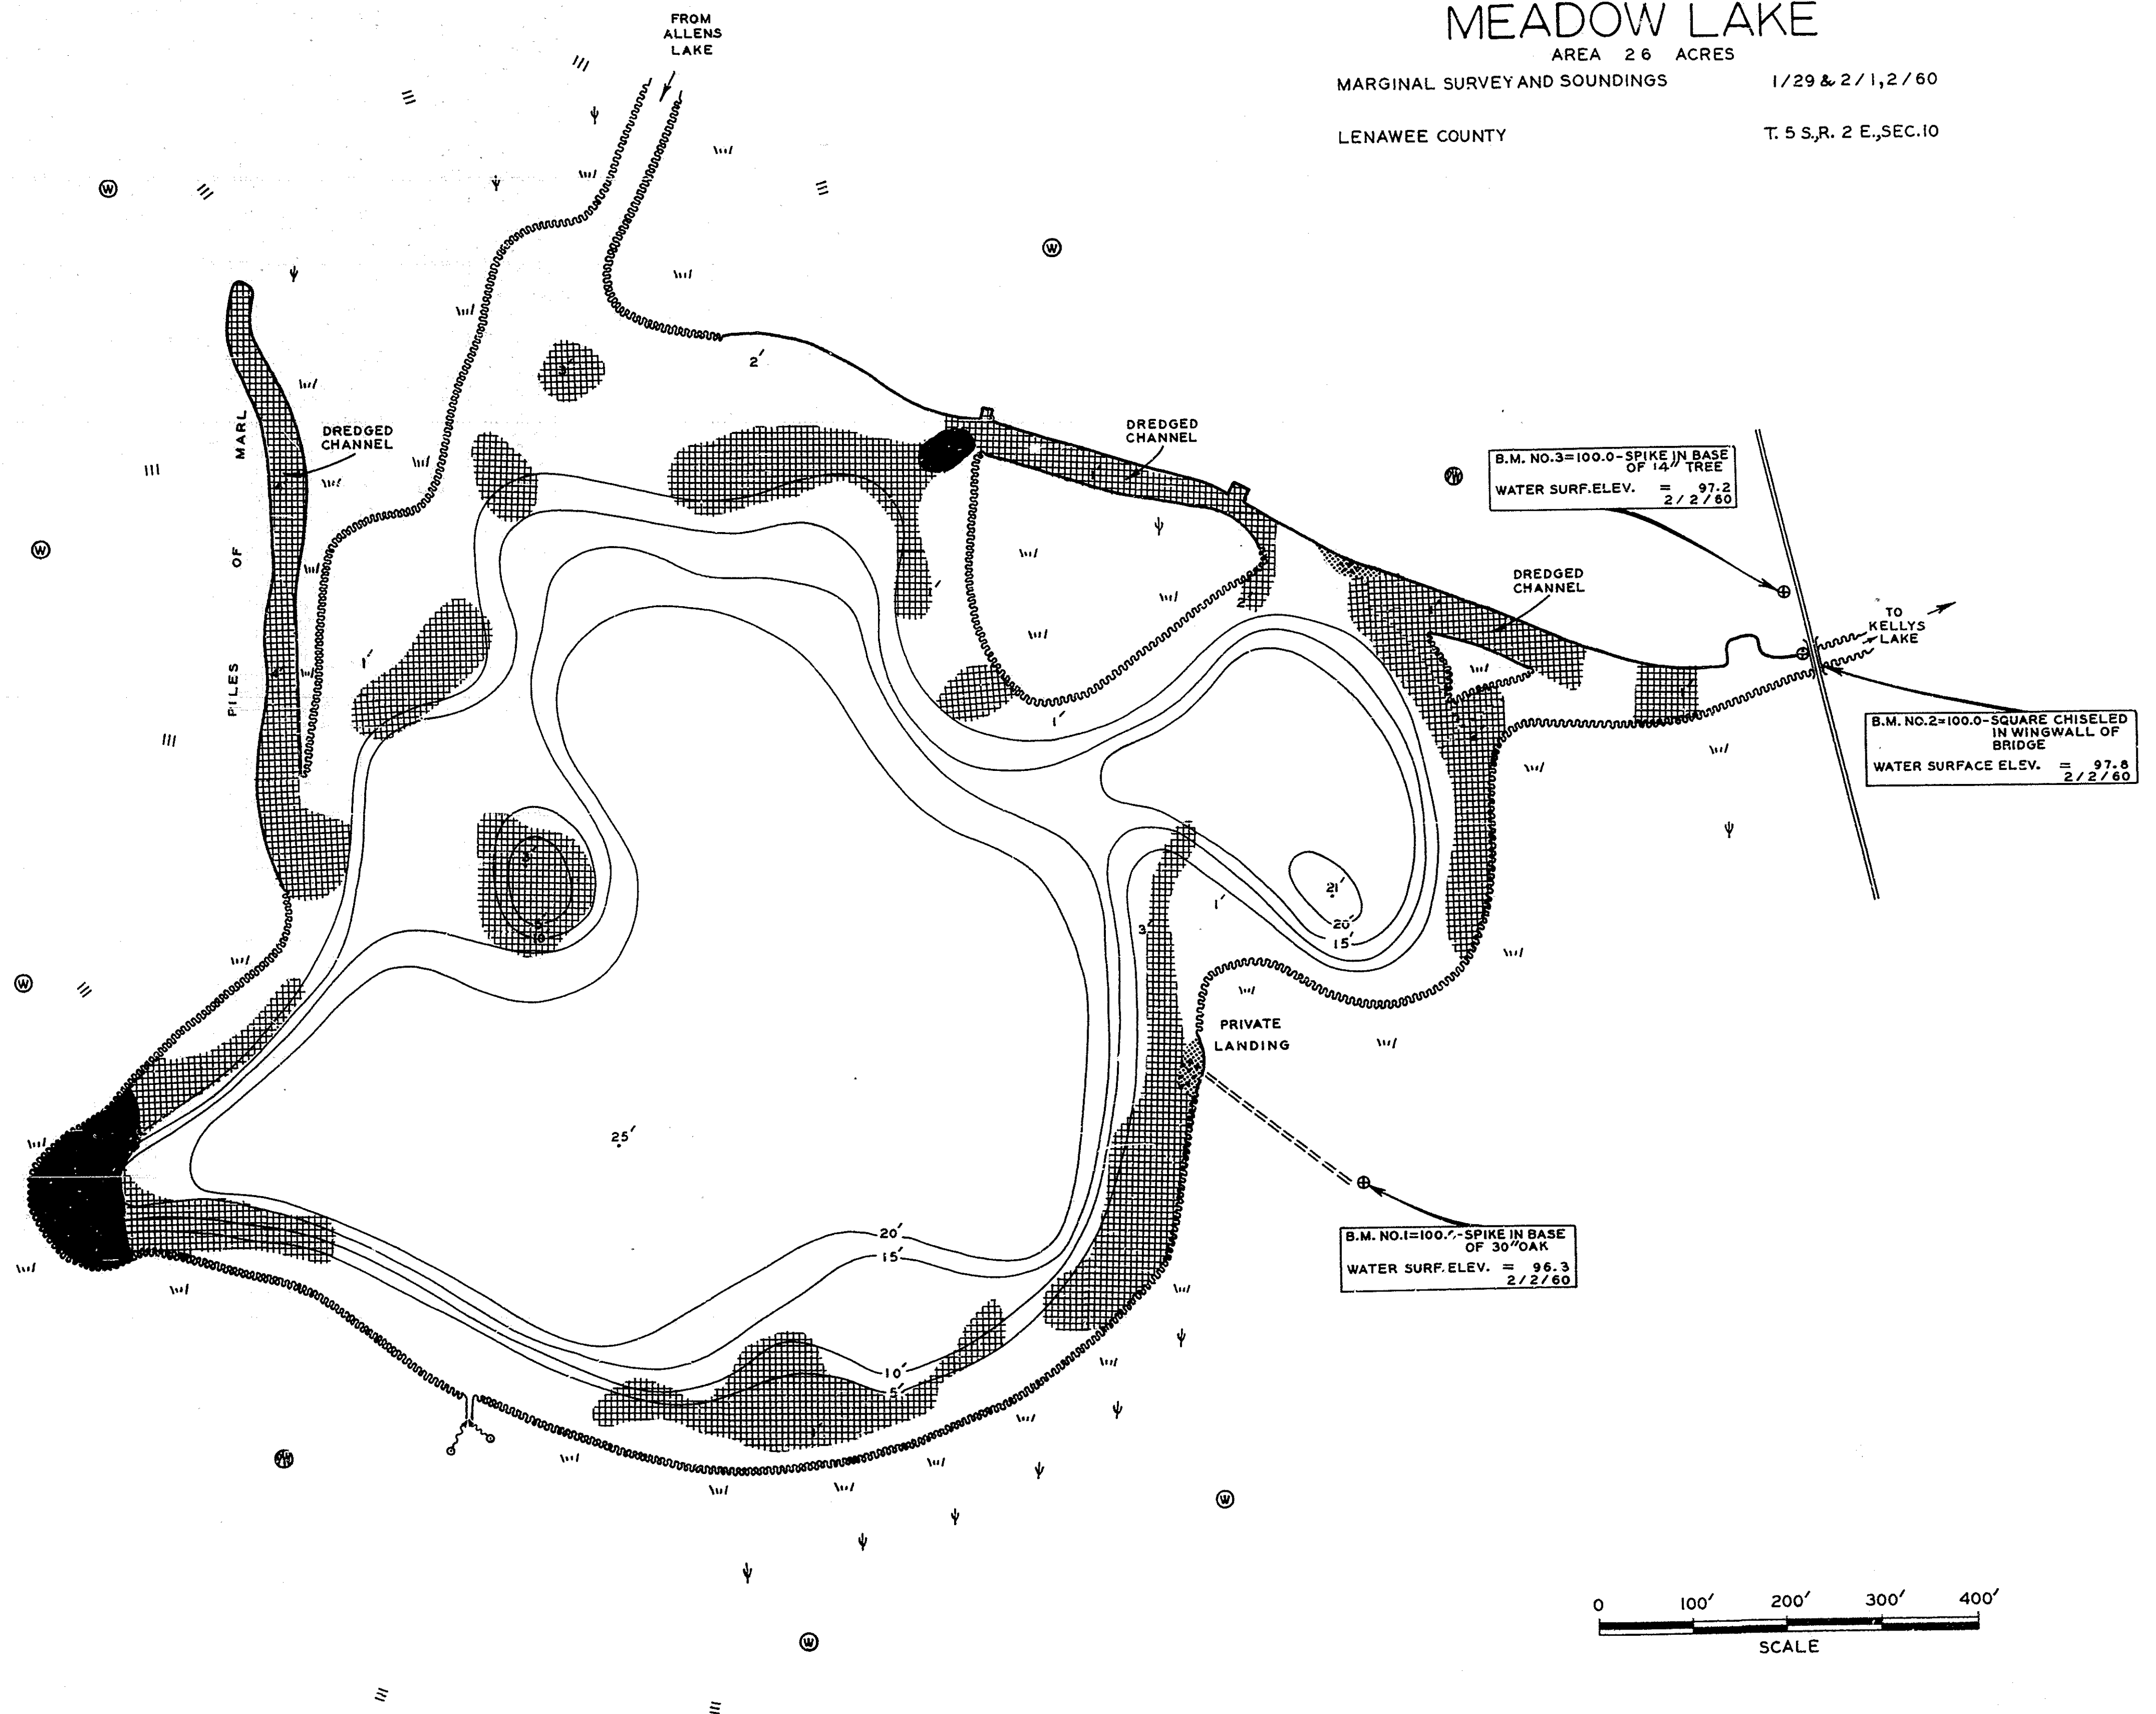 MEADOW LAKE
AREA 26 ACRES
MARGINAL SURVEY AND SOUNDINGS 1/29 & 2/1,2/60
LENAWEE COUNTY T. 5 S.,R. 2 E.,SEC.10
FROM
ALLENS
LAKE
W
W
2'
DREDGED
CHANNEL
PILES OF MARL
DREDGED
CHANNEL
B.M. NO.3=100.0-SPIKE IN BASE
OF 14" TREE
WATER SURF.ELEV. = 97.2
2/2/60
W
DREDGED
CHANNEL
2'
TO
KELLYS
LAKE
1'
1'
B.M. NO.2=100.0-SQUARE CHISELED
IN WINGWALL OF
BRIDGE
WATER SURFACE ELEV. = 97.8
2/2/60
5'
10'
21'
20'
15'
1'
3'
W
PRIVATE
LANDING
25'
20'
15'
B.M. NO.1=100. -SPIKE IN BASE
OF 30" OAK
WATER SURF.ELEV. = 96.3
2/2/60
10'
5'
W
W
0 100' 200' 300' 400'
SCALE